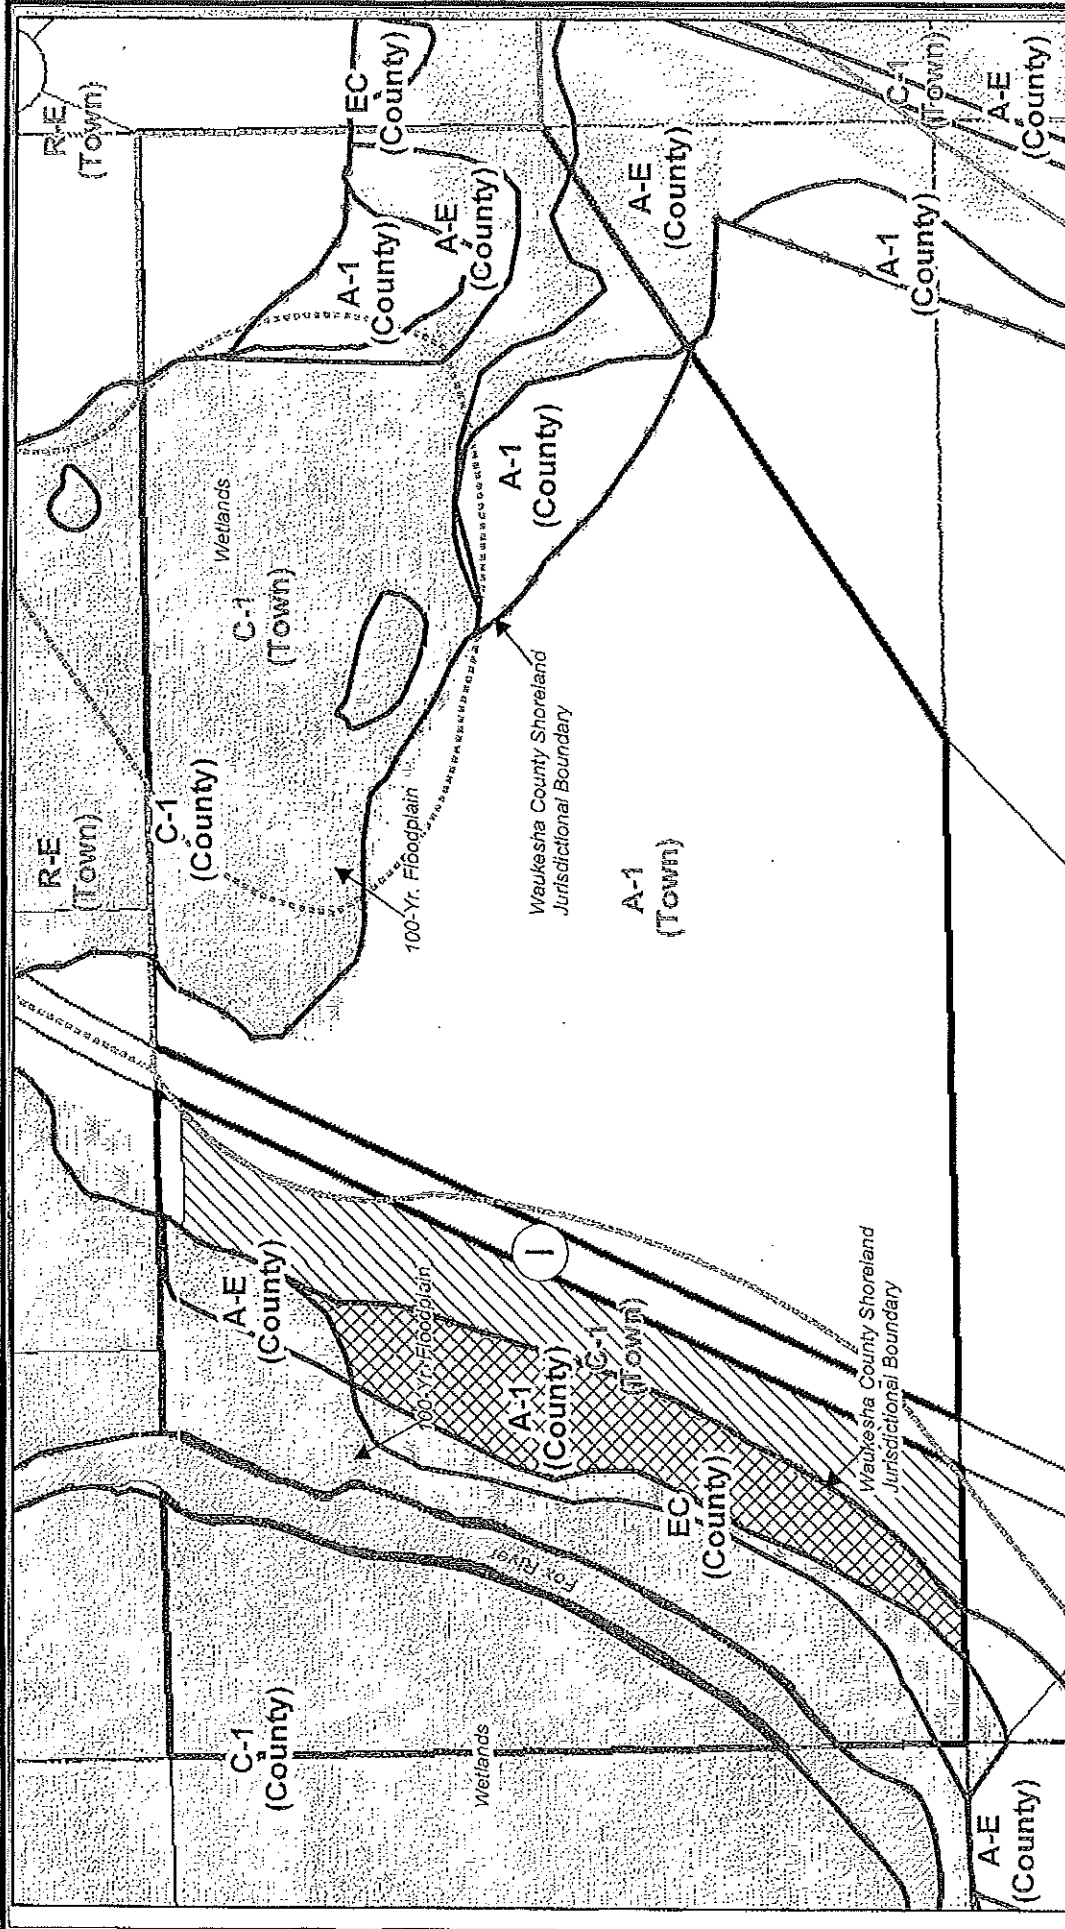 R-E
(Town)
R-E
(Town)
C-1
(County)
EC
(County)
A-1
(County)
A-E
(County)
Wetlands
C-1
(Town)
100-Yr. Floodplain
A-1
(County)
A-E
(County)
C-1
(Town)
A-E
(County)
A-1
(County)
Waukesha County Shoreland
Jurisdictional Boundary
A-1
(Town)
A-E
(County)
100-Yr. Floodplain
I
A-1
(County)
C-1
(Town)
EC
(County)
Waukesha County Shoreland
Jurisdictional Boundary
Fox River
C-1
(County)
Wetlands
A-E
(County)